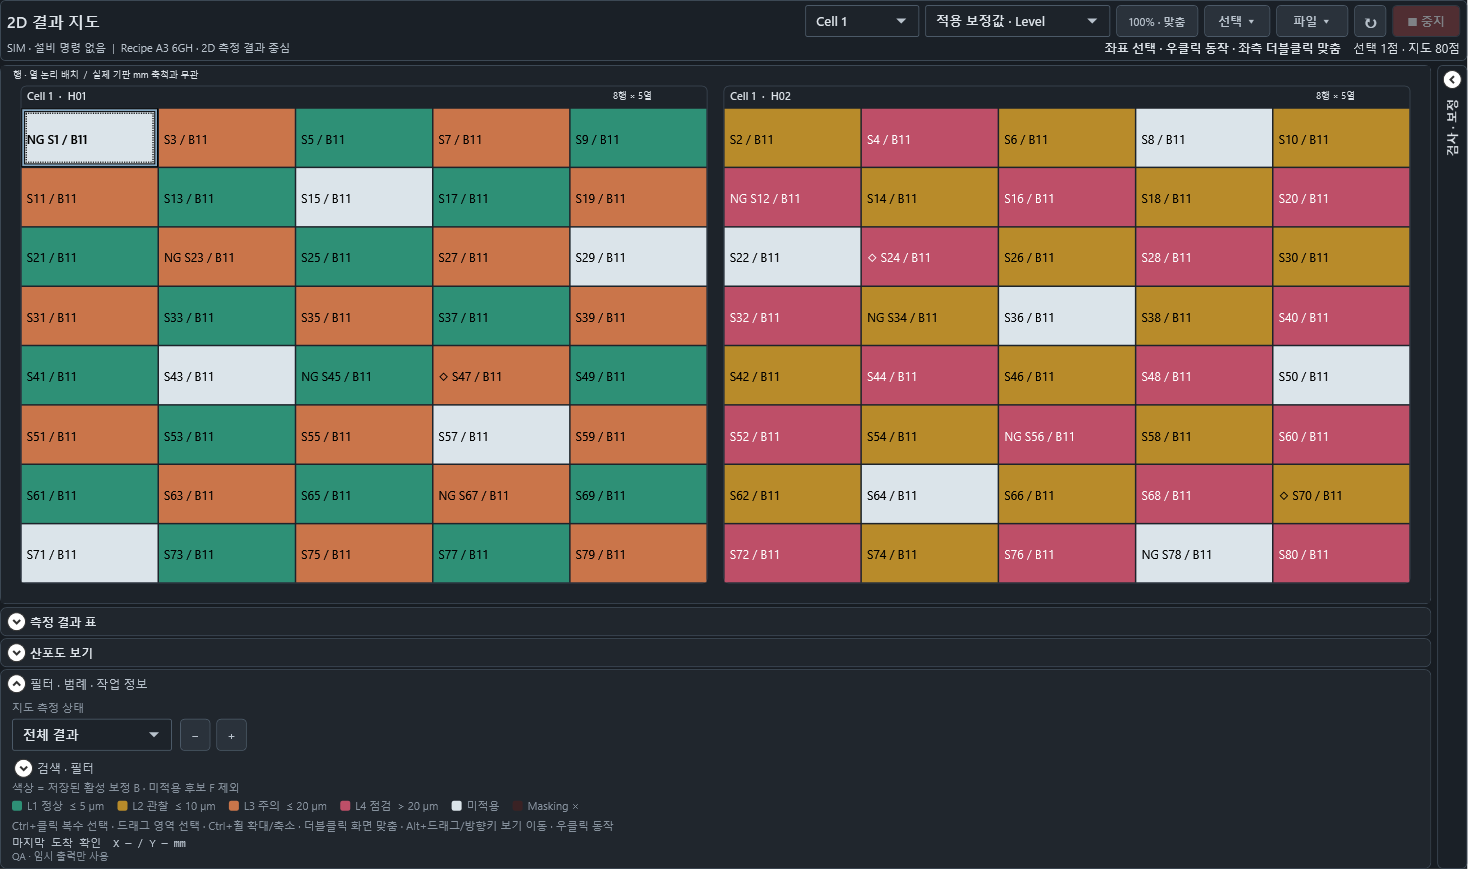 2D 결과 지도
Cell 1
적용 보정값 · Level
100% · 맞춤
선택
파일
↻
중지
SIM · 설비 명령 없음 | Recipe A3 6GH · 2D 측정 결과 중심
좌표 선택 · 우클릭 동작 · 좌측 더블클릭 맞춤 선택 1점 · 지도 80점
행 · 열 논리 배치 / 실제 기판 mm 축척과 무관
검사 · 보정
Cell 1 · H01 8행 × 5열
NG S1 / B11 S3 / B11 S5 / B11 S7 / B11 S9 / B11
S11 / B11 S13 / B11 S15 / B11 S17 / B11 S19 / B11
S21 / B11 NG S23 / B11 S25 / B11 S27 / B11 S29 / B11
S31 / B11 S33 / B11 S35 / B11 S37 / B11 S39 / B11
S41 / B11 S43 / B11 NG S45 / B11 ◇ S47 / B11 S49 / B11
S51 / B11 S53 / B11 S55 / B11 S57 / B11 S59 / B11
S61 / B11 S63 / B11 S65 / B11 NG S67 / B11 S69 / B11
S71 / B11 S73 / B11 S75 / B11 S77 / B11 S79 / B11
Cell 1 · H02 8행 × 5열
S2 / B11 S4 / B11 S6 / B11 S8 / B11 S10 / B11
NG S12 / B11 S14 / B11 S16 / B11 S18 / B11 S20 / B11
S22 / B11 ◇ S24 / B11 S26 / B11 S28 / B11 S30 / B11
S32 / B11 NG S34 / B11 S36 / B11 S38 / B11 S40 / B11
S42 / B11 S44 / B11 S46 / B11 S48 / B11 S50 / B11
S52 / B11 S54 / B11 NG S56 / B11 S58 / B11 S60 / B11
S62 / B11 S64 / B11 S66 / B11 S68 / B11 ◇ S70 / B11
S72 / B11 S74 / B11 S76 / B11 NG S78 / B11 S80 / B11
측정 결과 표
산포도 보기
필터 · 범례 · 작업 정보
지도 측정 상태
전체 결과
−
+
검색 · 필터
색상 = 저장된 활성 보정 B · 미적용 후보 F 제외
L1 정상 ≤ 5 μm L2 관찰 ≤ 10 μm L3 주의 ≤ 20 μm L4 점검 > 20 μm 미적용 Masking ×
Ctrl+클릭 복수 선택 · 드래그 영역 선택 · Ctrl+휠 확대/축소 · 더블클릭 화면 맞춤 · Alt+드래그/방향키 보기 이동 · 우클릭 동작
마지막 도착 확인 X — / Y — mm
QA · 임시 출력만 사용